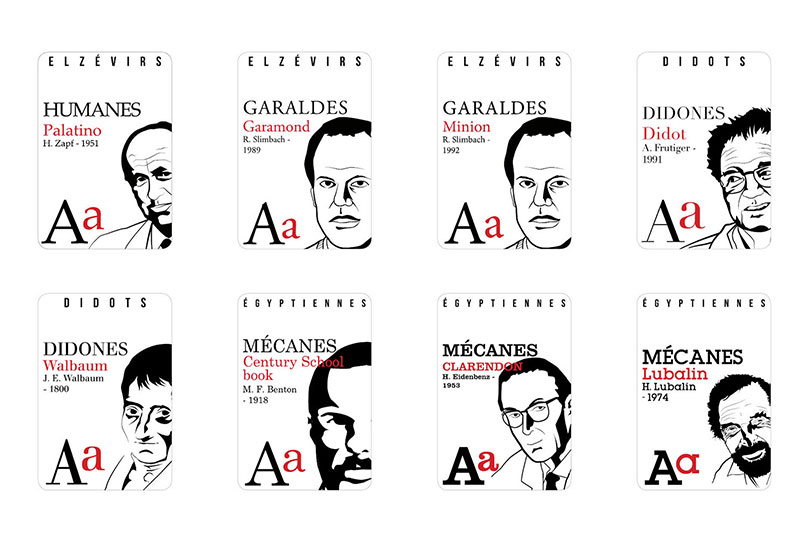 ELZÉVIRS
HUMANES
Palatino
H. Zapf - 1951
Aa
ELZÉVIRS
GARALDES
Garamond
R. Slimbach -
1989
Aa
ELZÉVIRS
GARALDES
Minion
R. Slimbach -
1992
Aa
DIDOTS
DIDONES
Didot
A. Frutiger -
1991
Aa
DIDOTS
DIDONES
Walbaum
J. E. Walbaum
- 1800
Aa
ÉGYPTIENNES
MÉCANES
Century School
book
M. F. Benton
- 1918
Aa
ÉGYPTIENNES
MÉCANES
CLARENDON
H. Eidenbenz -
1953
Aa
ÉGYPTIENNES
MÉCANES
Lubalin
H. Lubalin
- 1974
Aa